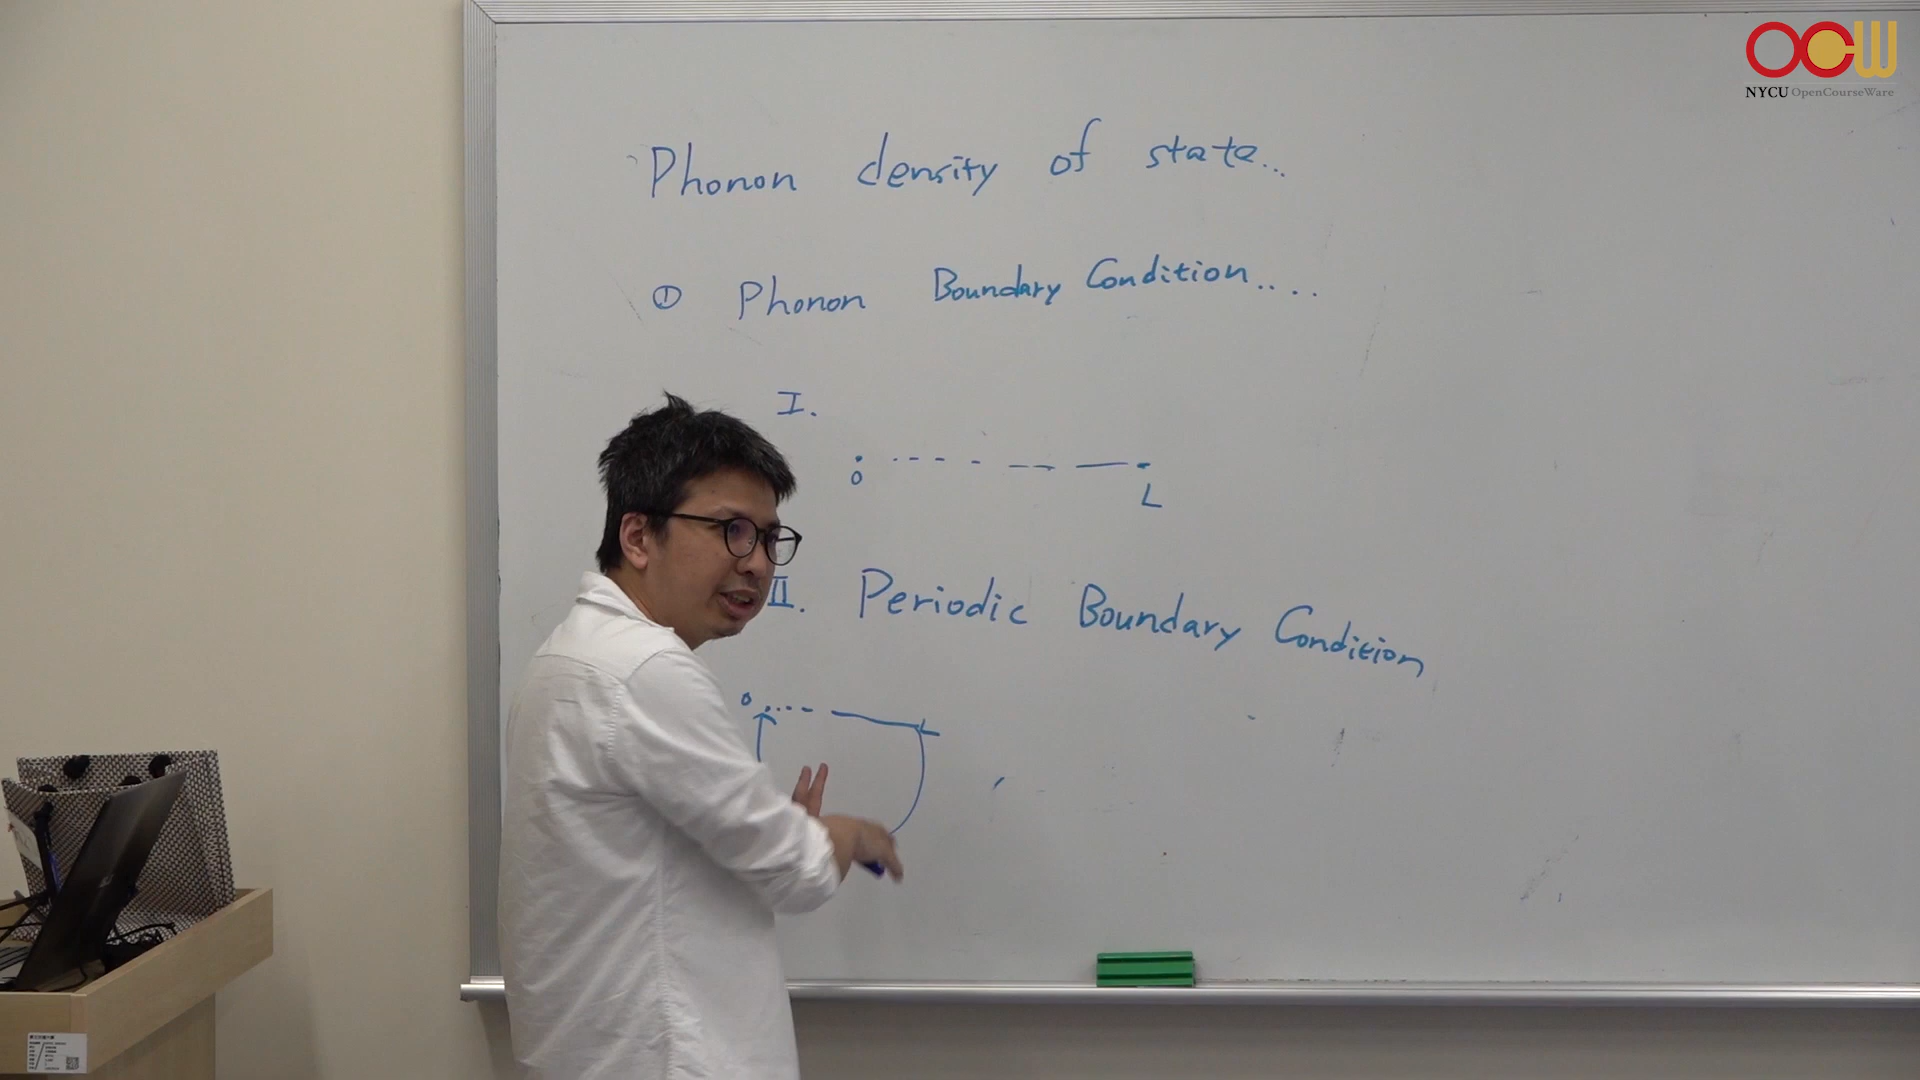 OCW
NYCU OpenCourseWare
Phonon density of state...
① Phonon Boundary Condition....
I.
0 L
II. Periodic Boundary Condition
0 L